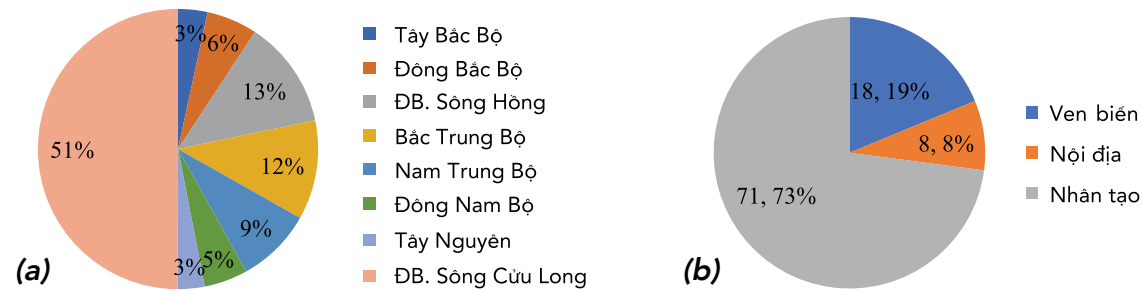 3%
6%
13%
12%
9%
5%
3%
51%
Tây Bắc Bộ
Đông Bắc Bộ
ĐB. Sông Hồng
Bắc Trung Bộ
Nam Trung Bộ
Đông Nam Bộ
Tây Nguyên
ĐB. Sông Cửu Long
(a)
18, 19%
8, 8%
71, 73%
Ven biển
Nội địa
Nhân tạo
(b)